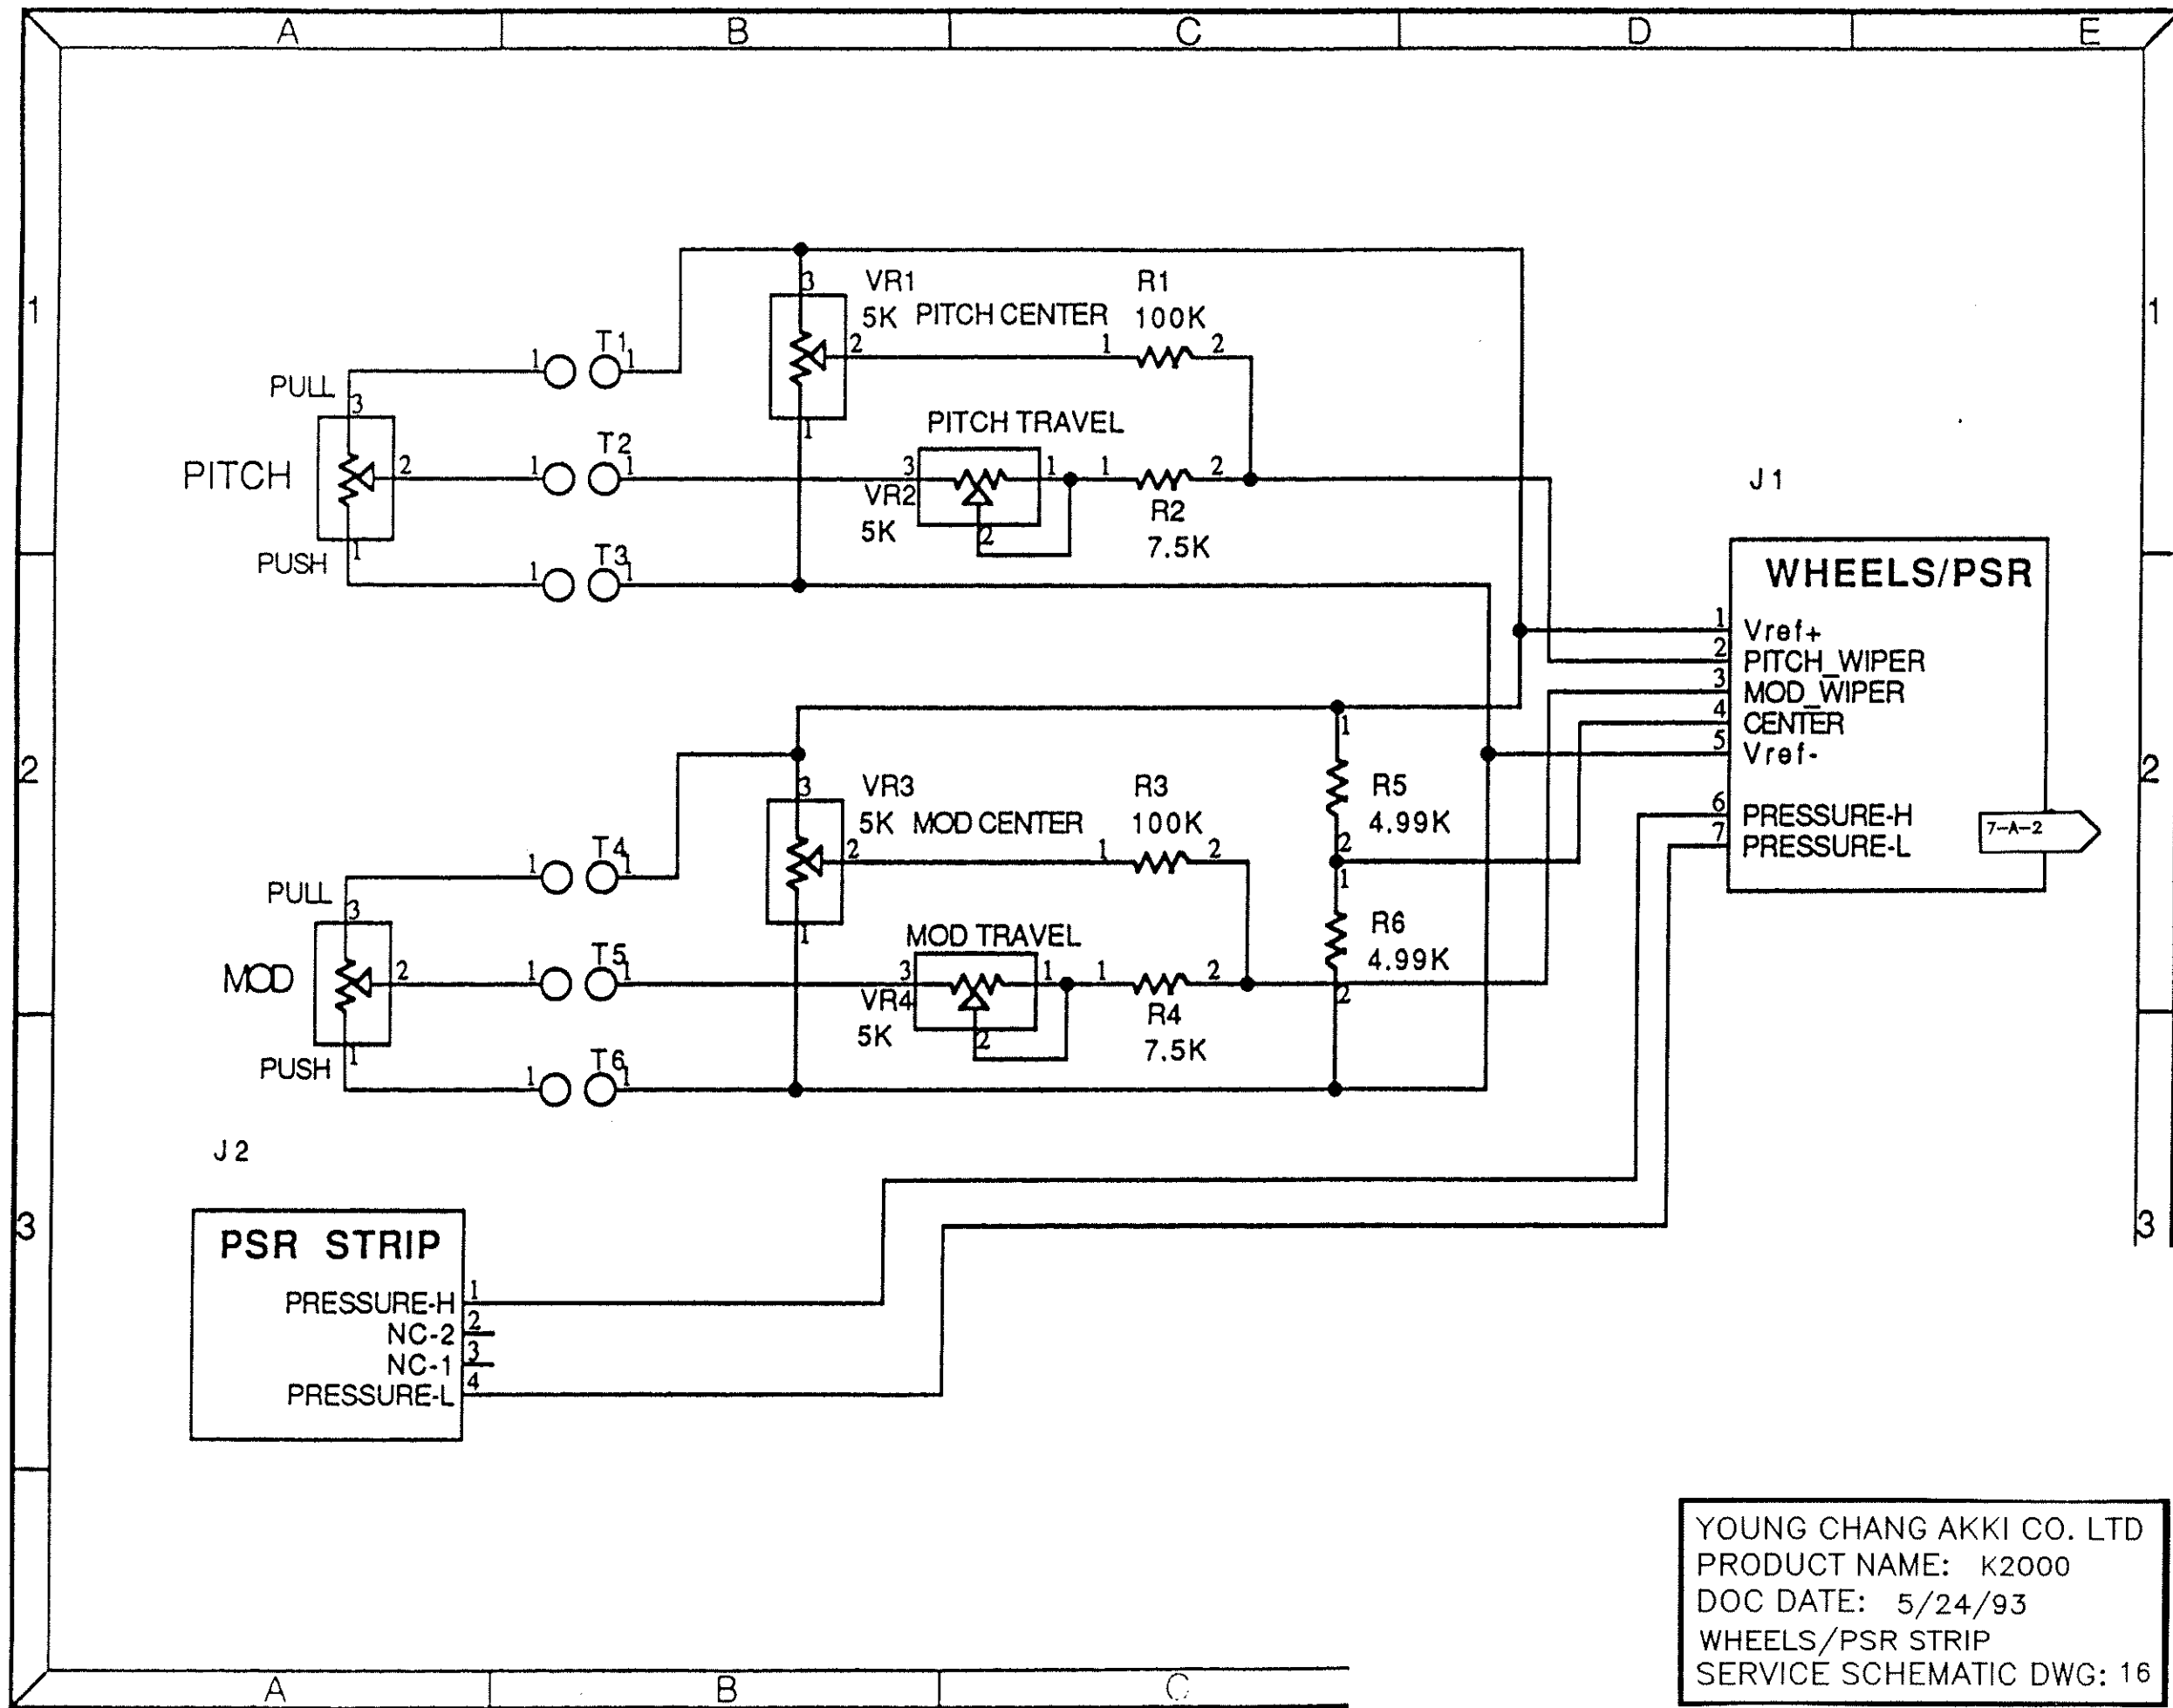 A B C D E
1 1
3
VR1 R1
5K PITCH CENTER 100K
2 1 2
1 T1 1
PULL
3
1
PITCH TRAVEL
PITCH 2 1 T2 1 3 1 1 2
VR2 R2
5K 2 7.5K
J1
1
PUSH 1 T3 1
WHEELS/PSR
1 Vref+
2 PITCH_WIPER
3 MOD_WIPER
4 CENTER
5 Vref-
6 PRESSURE-H
7 PRESSURE-L
7-A-2
2 2
3
VR3 R3
5K MOD CENTER 100K
2 1 2
1
R5
4.99K
2
1
R6
4.99K
2
1 T4 1
PULL
3
1
MOD TRAVEL
MOD 2 1 T5 1 3 1 1 2
VR4 R4
5K 2 7.5K
1
PUSH 1 T6 1
J2
3 3
PSR STRIP
PRESSURE-H 1
NC-2 2
NC-1 3
PRESSURE-L 4
YOUNG CHANG AKKI CO. LTD
PRODUCT NAME: K2000
DOC DATE: 5/24/93
WHEELS/PSR STRIP
SERVICE SCHEMATIC DWG: 16
A B C